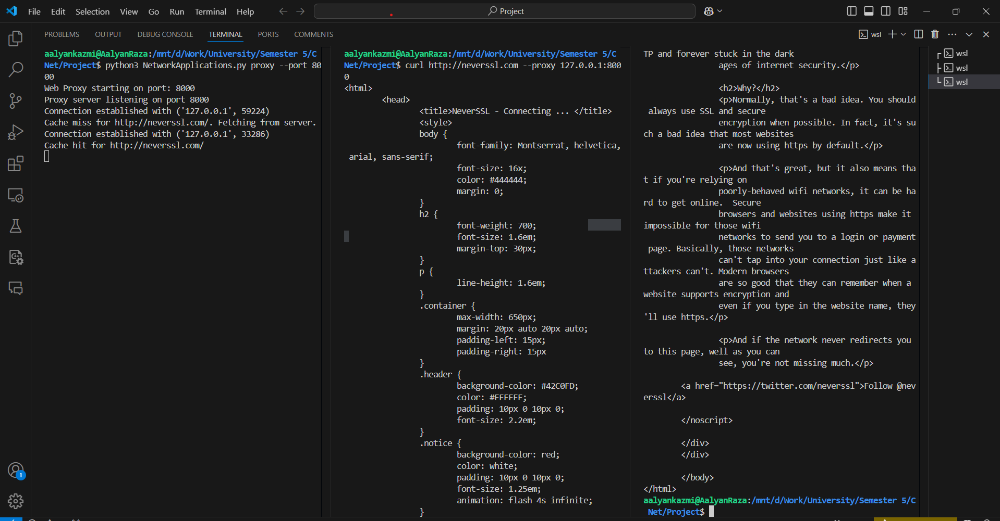 File Edit Selection View Go Run Terminal Help
Project
PROBLEMS OUTPUT DEBUG CONSOLE TERMINAL PORTS COMMENTS
wsl
aalyankazmi@AalyanRaza:/mnt/d/Work/University/Semester 5/C
Net/Project$ python3 NetworkApplications.py proxy --port 80
00
Web Proxy starting on port: 8000
Proxy server listening on port 8000
Connection established with ('127.0.0.1', 59224)
Cache miss for http://neverssl.com/. Fetching from server.
Connection established with ('127.0.0.1', 33286)
Cache hit for http://neverssl.com/
aalyankazmi@AalyanRaza:/mnt/d/Work/University/Semester 5/C
Net/Project$ curl http://neverssl.com --proxy 127.0.0.1:800
0
<html>
<head>
<title>NeverSSL - Connecting ... </title>
<style>
body {
font-family: Montserrat, helvetica,
arial, sans-serif;
font-size: 16x;
color: #444444;
margin: 0;
}
h2 {
font-weight: 700;
font-size: 1.6em;
margin-top: 30px;
}
p {
line-height: 1.6em;
}
.container {
max-width: 650px;
margin: 20px auto 20px auto;
padding-left: 15px;
padding-right: 15px
}
.header {
background-color: #42C0FD;
color: #FFFFFF;
padding: 10px 0 10px 0;
font-size: 2.2em;
}
.notice {
background-color: red;
color: white;
padding: 10px 0 10px 0;
font-size: 1.25em;
animation: flash 4s infinite;
}
TP and forever stuck in the dark
ages of internet security.</p>
<h2>Why?</h2>
<p>Normally, that's a bad idea. You should
always use SSL and secure
encryption when possible. In fact, it's su
ch a bad idea that most websites
are now using https by default.</p>
<p>And that's great, but it also means tha
t if you're relying on
poorly-behaved wifi networks, it can be ha
rd to get online.  Secure
browsers and websites using https make it
impossible for those wifi
networks to send you to a login or payment
page. Basically, those networks
can't tap into your connection just like a
ttackers can't. Modern browsers
are so good that they can remember when a
website supports encryption and
even if you type in the website name, they
'll use https.</p>
<p>And if the network never redirects you
to this page, well as you can
see, you're not missing much.</p>
<a href="https://twitter.com/neverssl">Follow @nev
erssl</a>
</noscript>
</div>
</div>
</body>
</html>
aalyankazmi@AalyanRaza:/mnt/d/Work/University/Semester 5/C
Net/Project$
wsl
wsl
wsl
1